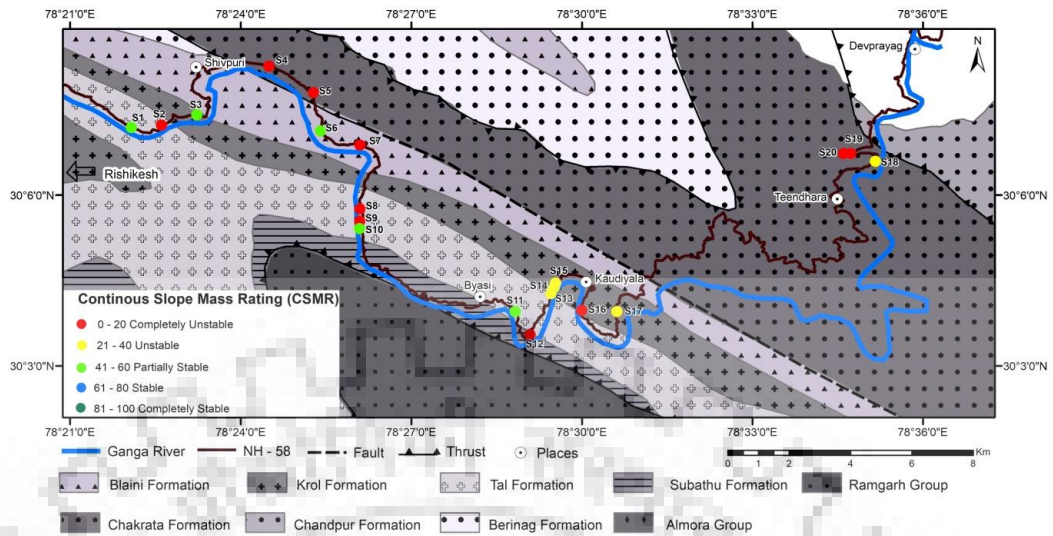 78°21'0"E 78°24'0"E 78°27'0"E 78°30'0"E 78°33'0"E 78°36'0"E
Devprayag
N
Shivpuri
S4
S5
S3
S2
S1
S6
S7
S19
S20
S18
Rishikesh
30°6'0"N
30°6'0"N
Teendhara
S8
S9
S10
S15
Kaudiyala
S14
S13
Byasi
S11
S16
S17
S12
Continous Slope Mass Rating (CSMR)
0 - 20 Completely Unstable
21 - 40 Unstable
41 - 60 Partially Stable
61 - 80 Stable
81 - 100 Completely Stable
30°3'0"N
30°3'0"N
78°21'0"E 78°24'0"E 78°27'0"E 78°30'0"E 78°33'0"E 78°36'0"E
Ganga River NH - 58 Fault Thrust Places
Km
0 1 2 4 6 8
Blaini Formation Krol Formation Tal Formation Subathu Formation Ramgarh Group
Chakrata Formation Chandpur Formation Berinag Formation Almora Group